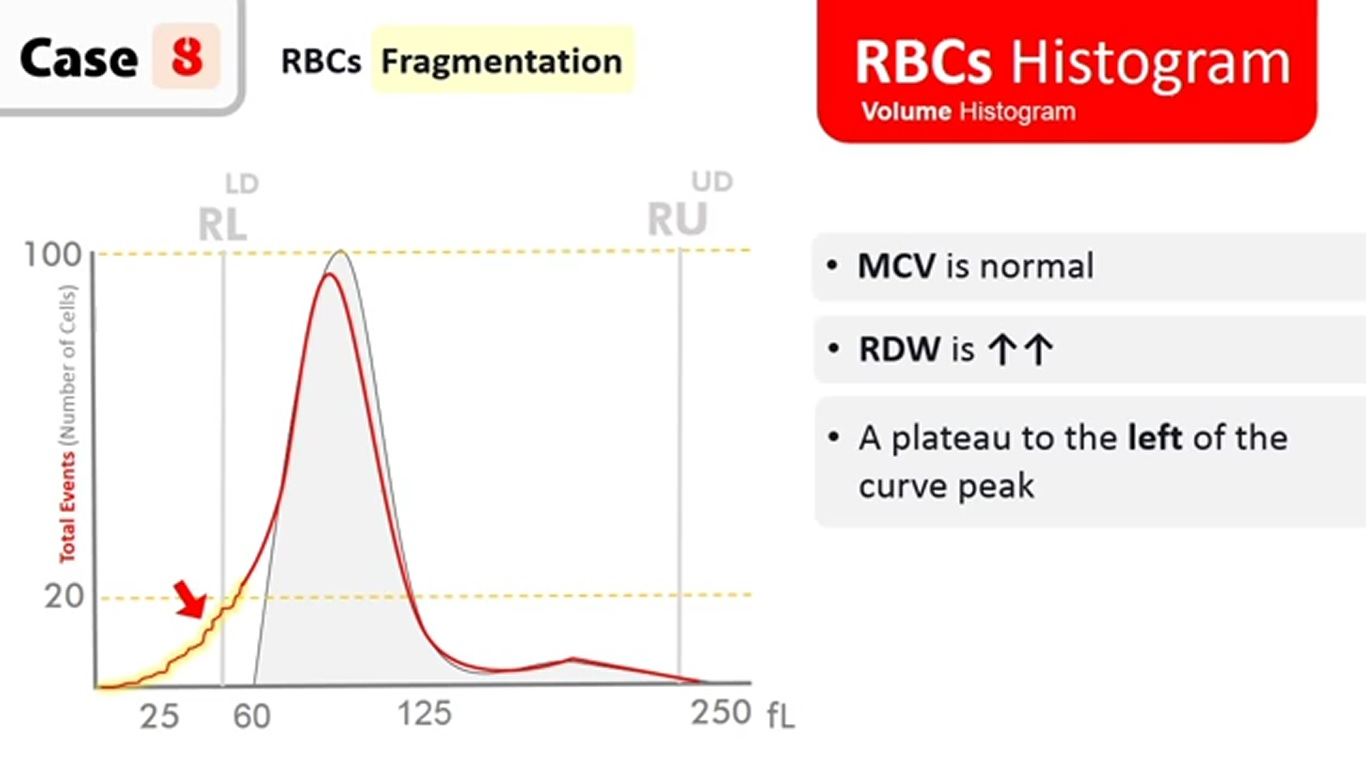 Case 8
RBCs Fragmentation
RBCs Histogram
Volume Histogram
LD
RL
UD
RU
100
20
Total Events (Number of Cells)
25 60 125 250 fL
• MCV is normal
• RDW is ↑↑
• A plateau to the left of the
curve peak